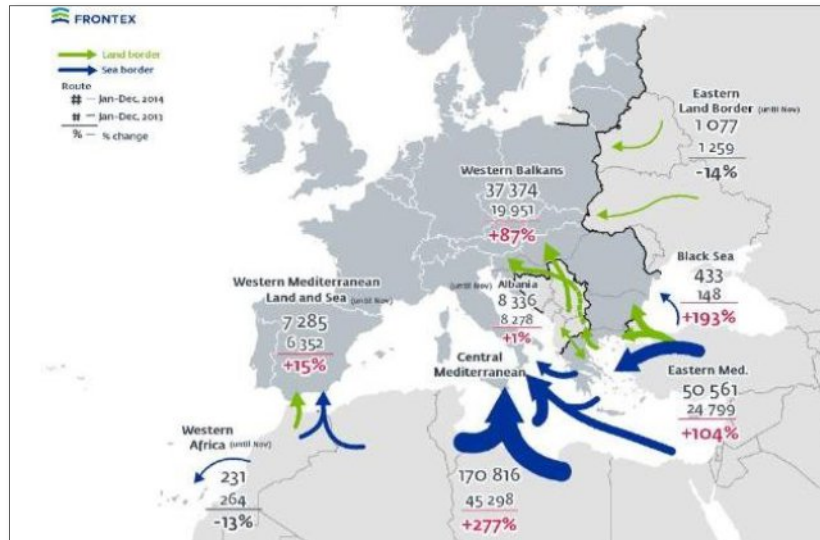 FRONTEX
Land border
Sea border
Route
# — Jan-Dec, 2014
# — Jan-Dec, 2013
% — % change
Eastern
Land Border (until Nov)
1 077
1 259
-14%
Western Balkans
37 374
19 951
+87%
Black Sea
433
148
+193%
Western Mediterranean
Land and Sea (until Nov)
7 285
6 352
+15%
(until Nov) Albania
8 336
8 278
+1%
Central
Mediterranean
170 816
45 298
+277%
Eastern Med.
50 561
24 799
+104%
Western
Africa (until Nov)
231
264
-13%